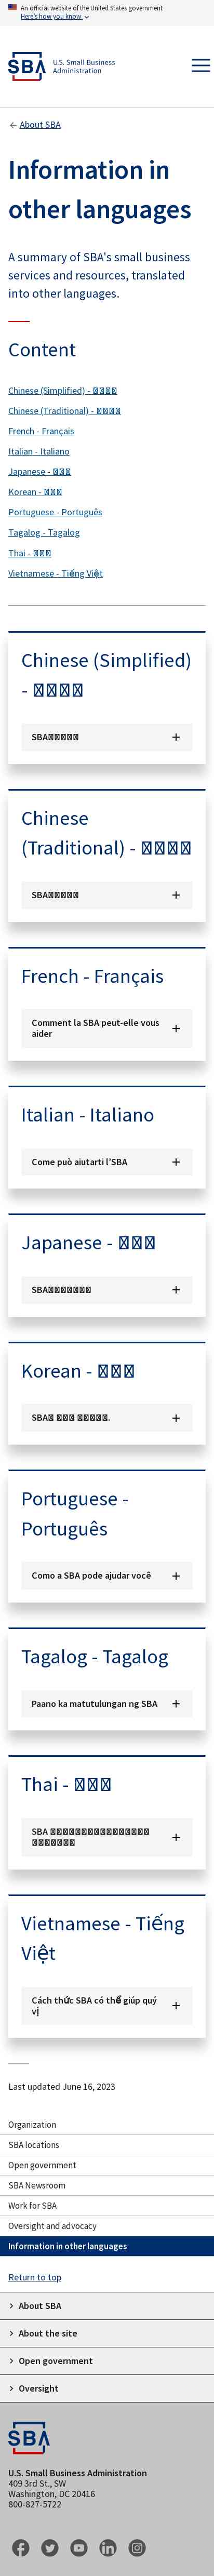 An official website of the United States government
Here's how you know
SBA
U.S. Small Business
Administration
About SBA
Information in
other languages
A summary of SBA's small business
services and resources, translated
into other languages.
Content
Chinese (Simplified) -
Chinese (Traditional) -
French - Français
Italian - Italiano
Japanese -
Korean -
Portuguese - Português
Tagalog - Tagalog
Thai -
Vietnamese - Tiếng Việt
Chinese (Simplified)
-
SBA
Chinese
(Traditional) -
SBA
French - Français
Comment la SBA peut-elle vous
aider
Italian - Italiano
Come può aiutarti l'SBA
Japanese -
SBA
Korean -
SBA
Portuguese -
Português
Como a SBA pode ajudar você
Tagalog - Tagalog
Paano ka matutulungan ng SBA
Thai -
SBA
Vietnamese - Tiếng
Việt
Cách thức SBA có thể giúp quý
vị
Last updated June 16, 2023
Organization
SBA locations
Open government
SBA Newsroom
Work for SBA
Oversight and advocacy
Information in other languages
Return to top
About SBA
About the site
Open government
Oversight
SBA
U.S. Small Business Administration
409 3rd St., SW
Washington, DC 20416
800-827-5722